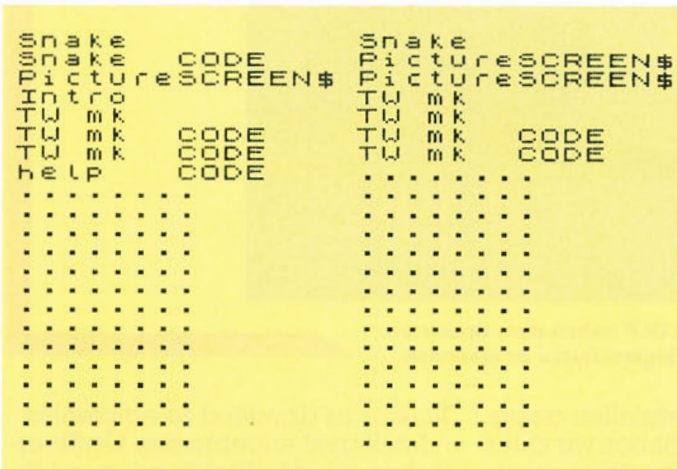 Snake
Snake CODE
PictureSCREEN$
Intro
TW mk
TW mk CODE
TW mk CODE
help CODE
Snake
PictureSCREEN$
PictureSCREEN$
TW mk
TW mk
TW mk CODE
TW mk CODE